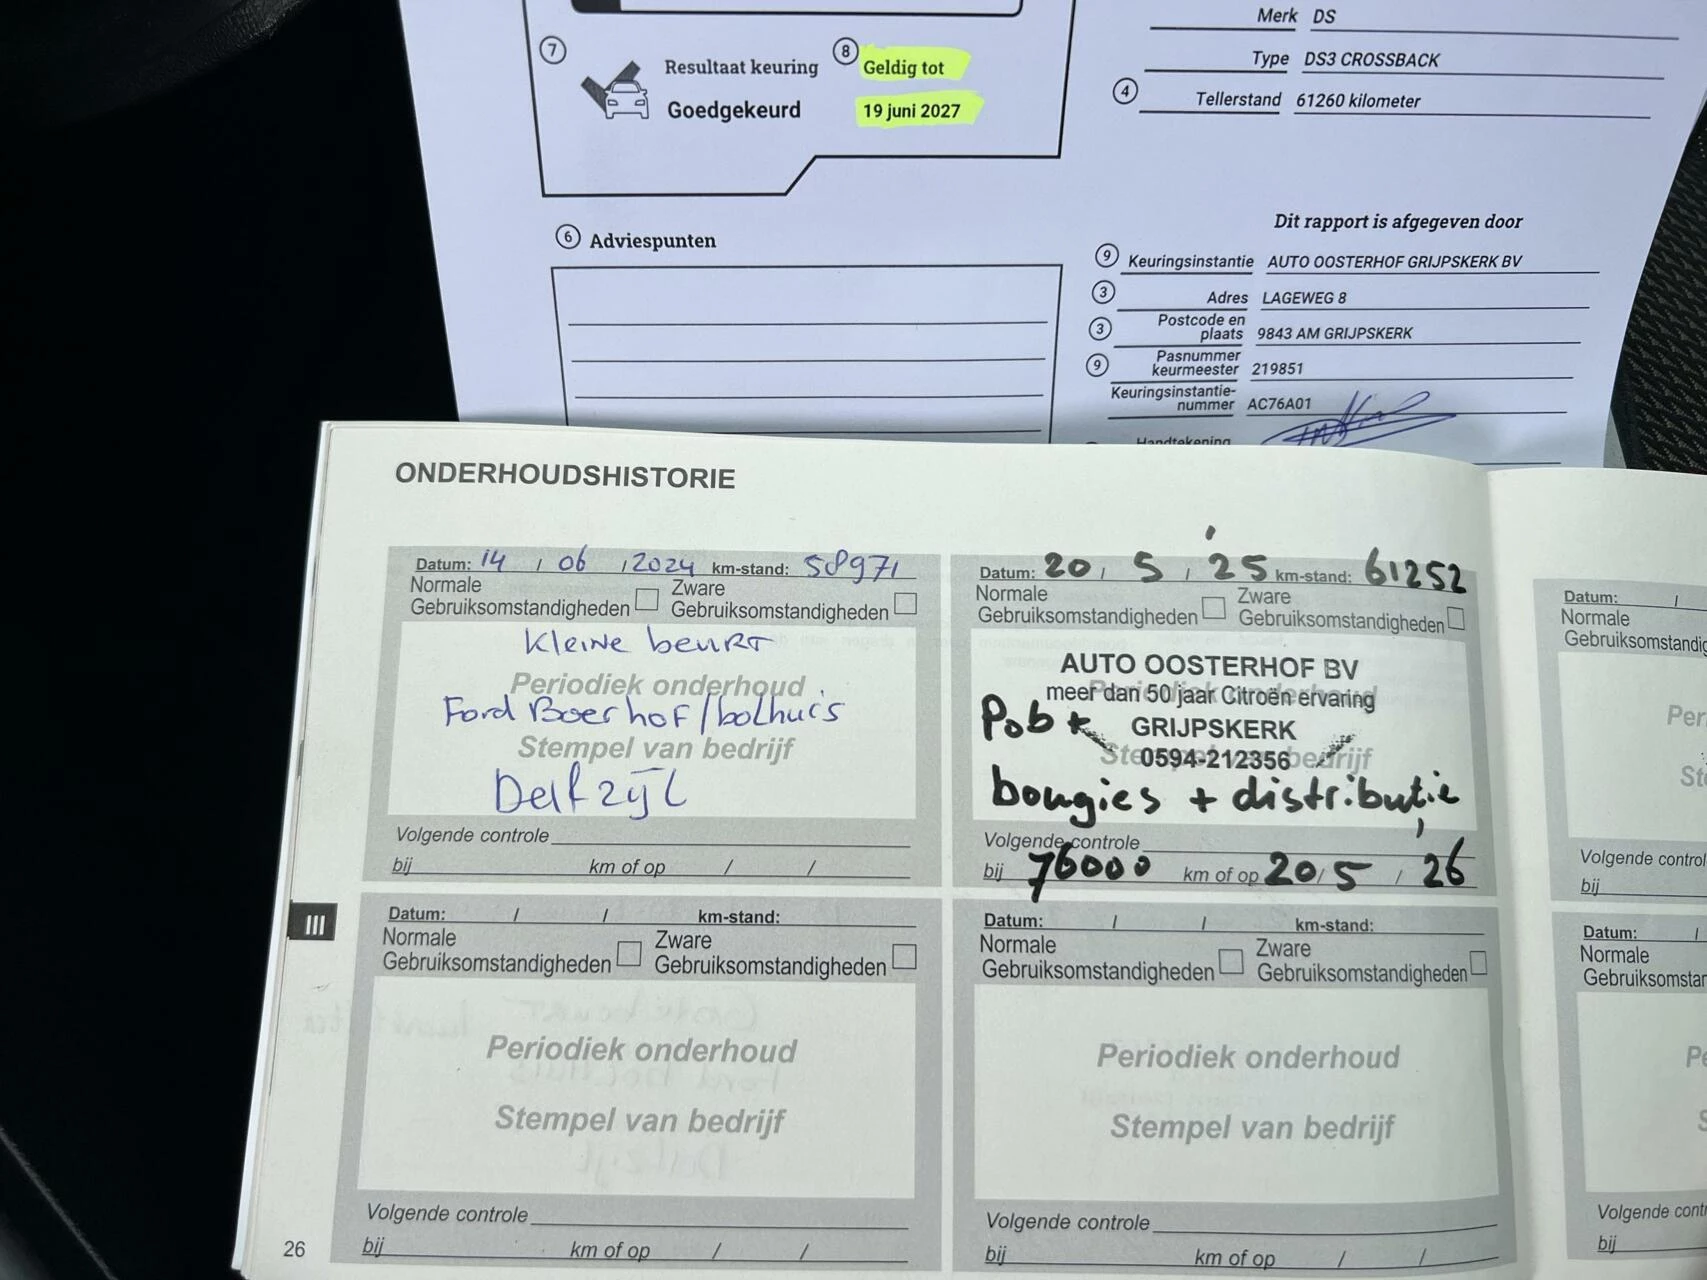 7 Resultaat keuring
Goedgekeurd
8 Geldig tot
19 juni 2027
Merk DS
Type DS3 CROSSBACK
4 Tellerstand 61260 kilometer
6 Adviespunten
Dit rapport is afgegeven door
9 Keuringsinstantie AUTO OOSTERHOF GRIJPSKERK BV
3 Adres LAGEWEG 8
3 Postcode en
plaats 9843 AM GRIJPSKERK
9 Pasnummer
keurmeester 219851
Keuringsinstantie-
nummer AC76A01
Handtekening
ONDERHOUDSHISTORIE
Datum: 14 / 06 / 2024 km-stand: 58971
Normale
Gebruiksomstandigheden
Zware
Gebruiksomstandigheden
Kleine beurt
Periodiek onderhoud
Ford Boerhof/bolhuis
Stempel van bedrijf
Delfzijl
Volgende controle
bij km of op / /
Datum: 20 / 5 / '25 km-stand: 61252
Normale
Gebruiksomstandigheden
Zware
Gebruiksomstandigheden
AUTO OOSTERHOF BV
meer dan 50 jaar Citroën ervaring
GRIJPSKERK
0594-212356
Periodiek onderhoud
Stempel van bedrijf
bougies + distributie
Volgende controle
bij 76000 km of op 20/5 / '26
III
Datum: / / km-stand:
Normale
Gebruiksomstandigheden
Zware
Gebruiksomstandigheden
Periodiek onderhoud
Stempel van bedrijf
Volgende controle
bij km of op / /
Datum: / / km-stand:
Normale
Gebruiksomstandigheden
Zware
Gebruiksomstandigheden
Periodiek onderhoud
Stempel van bedrijf
Volgende controle
bij km of op / /
Datum: /
Normale
Volgende
bij
Datum: /
Normale
Volgende
bij
26